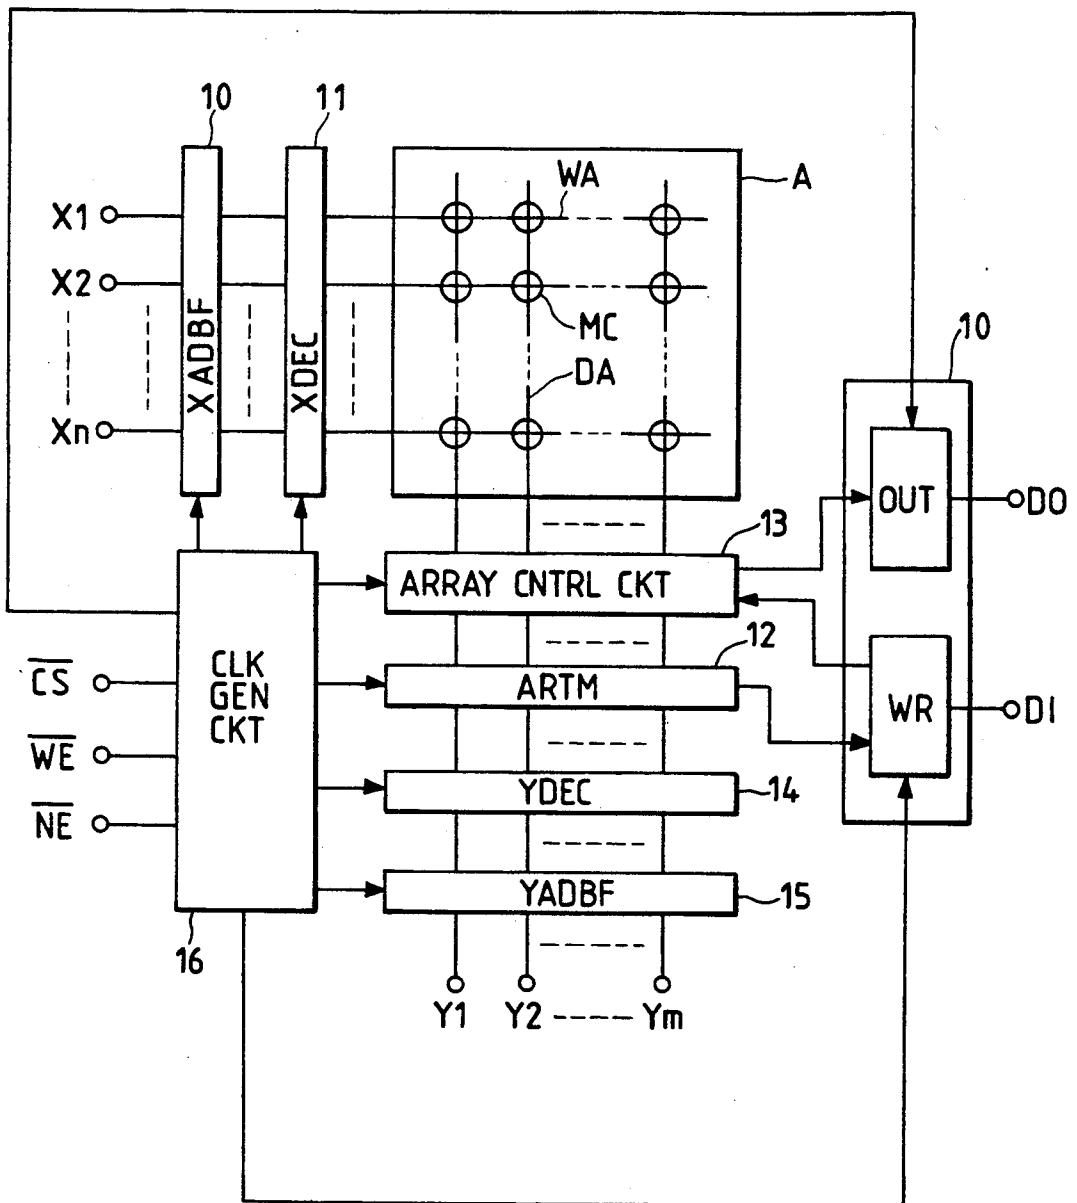 10
11
WA
A
X1
X2
MC
10
XADBF
XDEC
DA
Xn
OUT
DO
13
ARRAY CNTRL CKT
12
CS
CLK
GEN
CKT
ARTM
WR
DI
WE
YDEC
14
NE
YADBF
15
16
Y1 Y2 Ym